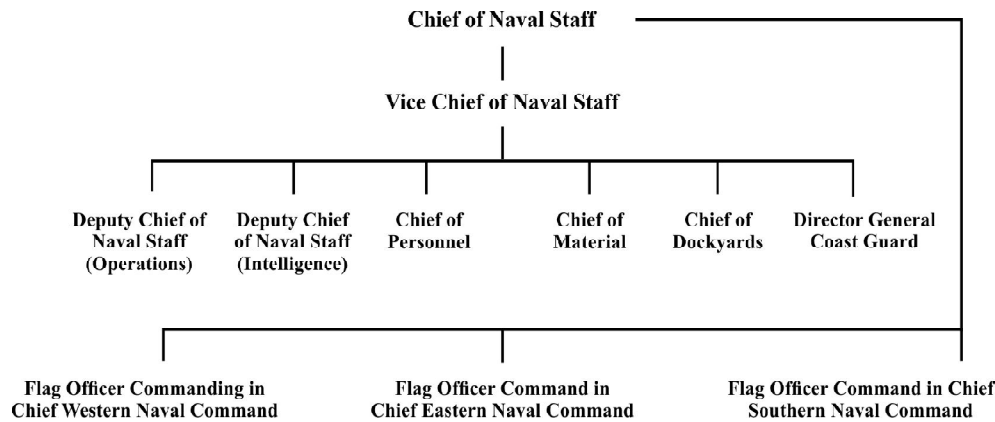 Chief of Naval Staff
Vice Chief of Naval Staff
Deputy Chief of
Naval Staff
(Operations)
Deputy Chief
of Naval Staff
(Intelligence)
Chief of
Personnel
Chief of
Material
Chief of
Dockyards
Director General
Coast Guard
Flag Officer Commanding in
Chief Western Naval Command
Flag Officer Command in
Chief Eastern Naval Command
Flag Officer Command in Chief
Southern Naval Command